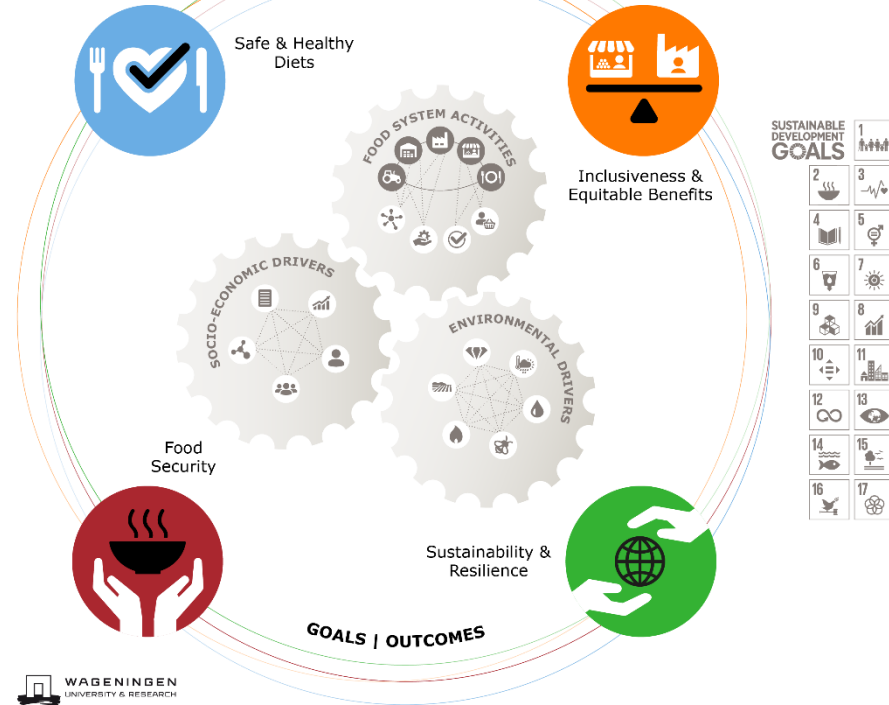 Safe & Healthy
Diets
FOOD SYSTEM ACTIVITIES
Inclusiveness &
Equitable Benefits
SUSTAINABLE
DEVELOPMENT
GOALS
1
2
3
4
5
6
7
9
8
10
11
12
13
14
15
16
17
SOCIO-ECONOMIC DRIVERS
ENVIRONMENTAL DRIVERS
Food
Security
Sustainability &
Resilience
GOALS | OUTCOMES
WAGENINGEN
UNIVERSITY & RESEARCH